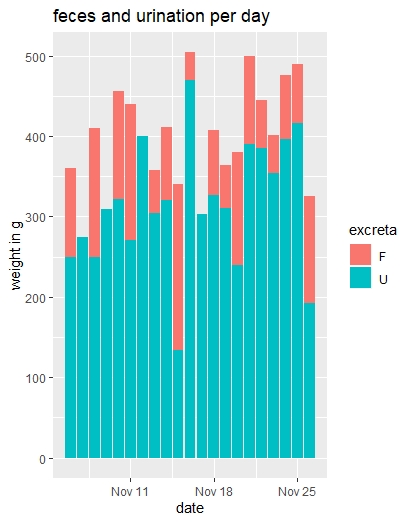 feces and urination per day
500
400
300
200
100
0
weight in g
Nov 11 Nov 18 Nov 25
date
excreta
F
U